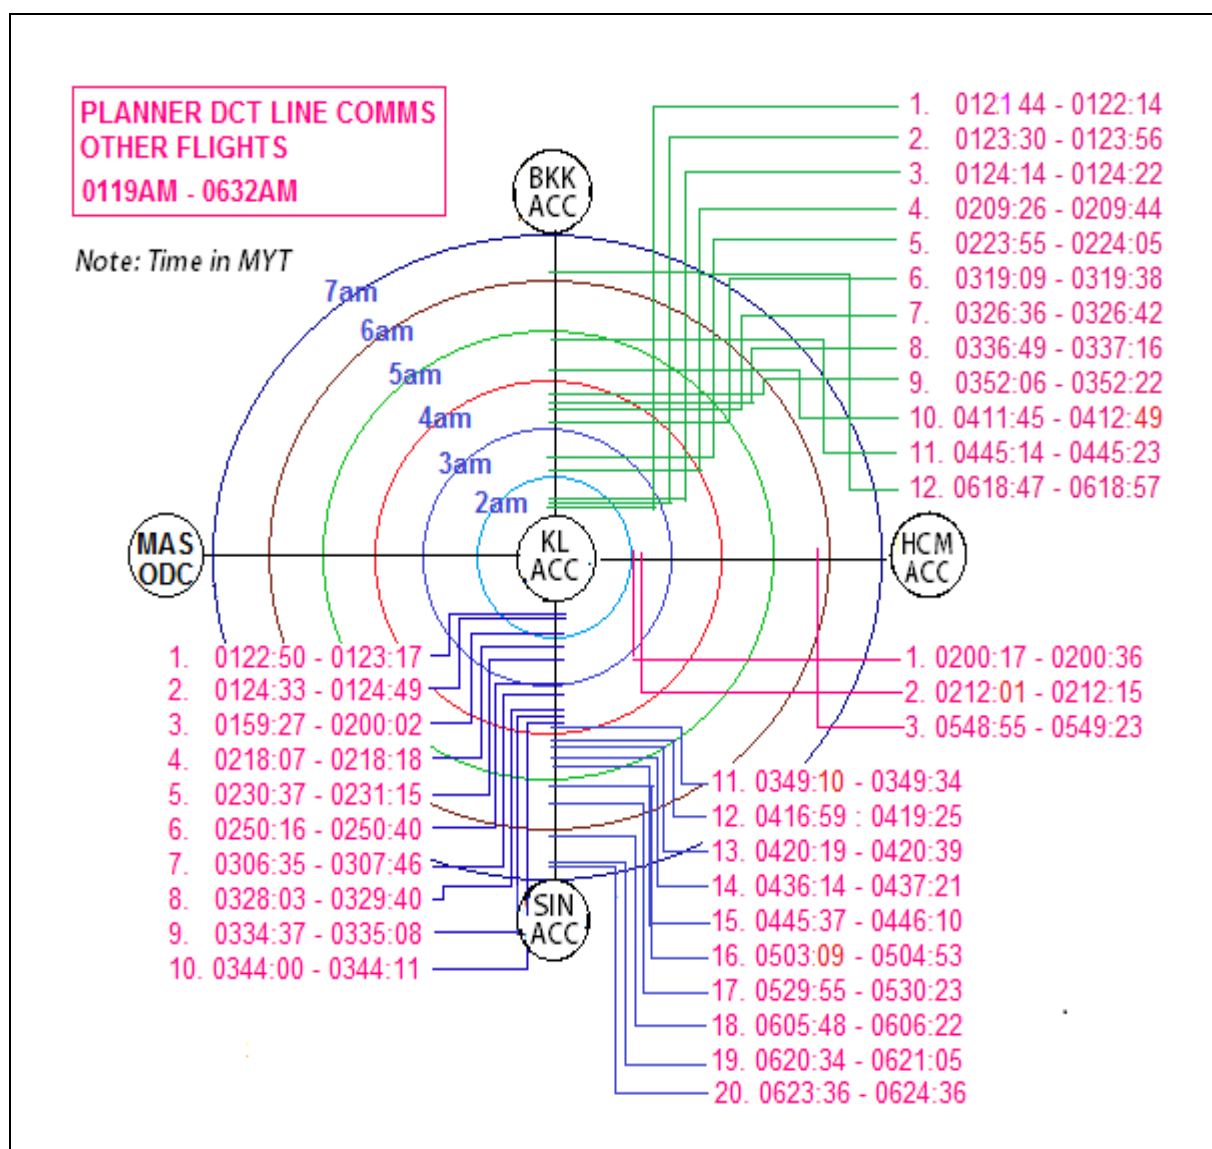 PLANNER DCT LINE COMMS
OTHER FLIGHTS
0119AM - 0632AM
Note: Time in MYT
BKK
ACC
7am
6am
5am
4am
3am
2am
KL
ACC
MAS
ODC
HCM
ACC
SIN
ACC
1. 0121 44 - 0122:14
2. 0123:30 - 0123:56
3. 0124:14 - 0124:22
4. 0209:26 - 0209:44
5. 0223:55 - 0224:05
6. 0319:09 - 0319:38
7. 0326:36 - 0326:42
8. 0336:49 - 0337:16
9. 0352:06 - 0352:22
10. 0411:45 - 0412:49
11. 0445:14 - 0445:23
12. 0618:47 - 0618:57
1. 0200:17 - 0200:36
2. 0212:01 - 0212:15
3. 0548:55 - 0549:23
1. 0122:50 - 0123:17
2. 0124:33 - 0124:49
3. 0159:27 - 0200:02
4. 0218:07 - 0218:18
5. 0230:37 - 0231:15
6. 0250:16 - 0250:40
7. 0306:35 - 0307:46
8. 0328:03 - 0329:40
9. 0334:37 - 0335:08
10. 0344:00 - 0344:11
11. 0349:10 - 0349:34
12. 0416:59 : 0419:25
13. 0420:19 - 0420:39
14. 0436:14 - 0437:21
15. 0445:37 - 0446:10
16. 0503:09 - 0504:53
17. 0529:55 - 0530:23
18. 0605:48 - 0606:22
19. 0620:34 - 0621:05
20. 0623:36 - 0624:36